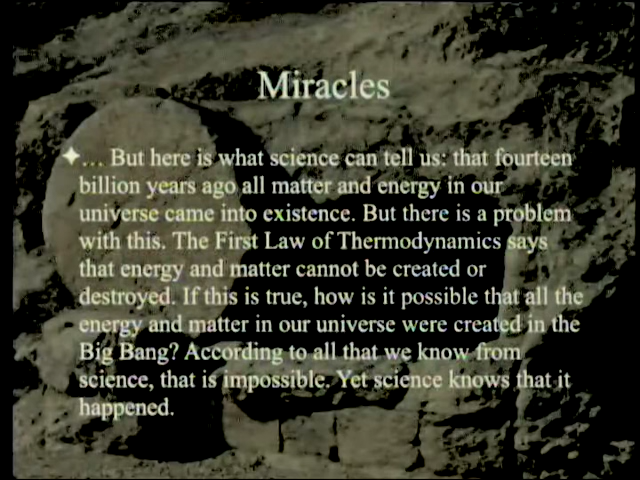 Miracles
✦… But here is what science can tell us: that fourteen
billion years ago all matter and energy in our
universe came into existence. But there is a problem
with this. The First Law of Thermodynamics says
that energy and matter cannot be created or
destroyed. If this is true, how is it possible that all the
energy and matter in our universe were created in the
Big Bang? According to all that we know from
science, that is impossible. Yet science knows that it
happened.